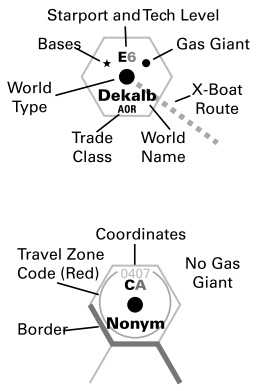 Starport and Tech Level
Bases
E6
Gas Giant
World
Type
Dekalb
AOR
X-Boat
Route
Trade
Class
World
Name
Coordinates
Travel Zone
Code (Red)
0407
No Gas
Giant
CA
Nonym
Border